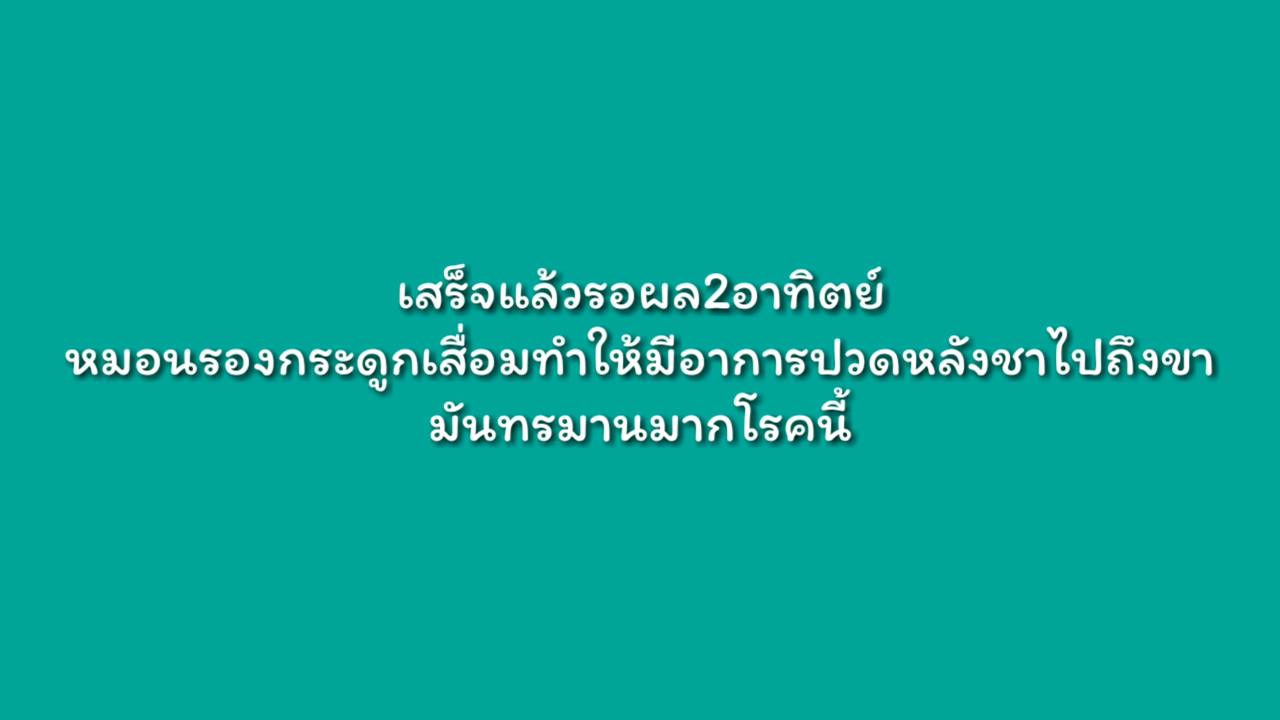 เสร็จแล้วรอผล2อาทิตย์
หมอนรองกระดูกเสื่อมทำให้มีอาการปวดหลังชาไปถึงขา
มันทรมานมากโรคนี้